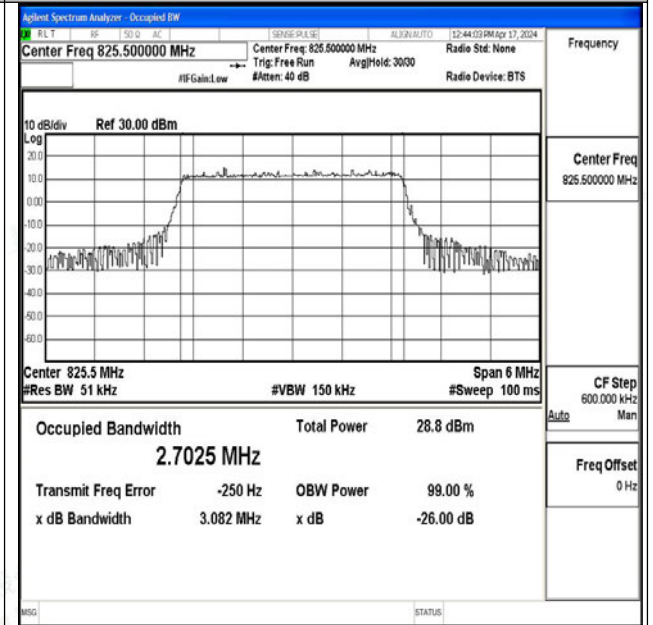 Agilent Spectrum Analyzer - Occupied BW
RLT RF 50 Ω AC SENSE:PULSE ALIGNAUTO 12:44:03 PM Apr 17, 2024
Center Freq 825.500000 MHz
Center Freq: 825.500000 MHz
Radio Std: None
Trig: Free Run Avg|Hold: 30/30
#IFGain:Low #Atten: 40 dB Radio Device: BTS
10 dB/div Ref 30.00 dBm
Log
20.0
10.0
0.00
-10.0
-20.0
-30.0
-50.0
-60.0
Center 825.5 MHz Span 6 MHz
#Res BW 51 kHz #VBW 150 kHz #Sweep 100 ms
Occupied Bandwidth Total Power 28.8 dBm
2.7025 MHz
Transmit Freq Error -250 Hz OBW Power 99.00 %
x dB Bandwidth 3.082 MHz x dB -26.00 dB
MSG STATUS
Frequency
Center Freq
825.500000 MHz
CF Step
600.000 kHz
Auto Man
Freq Offset
0 Hz